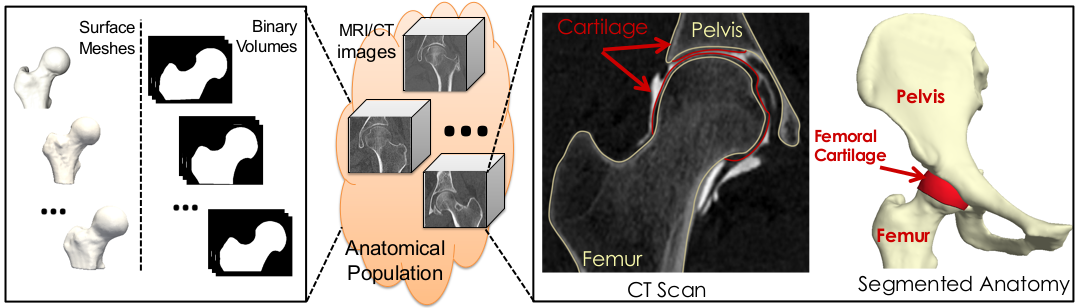 Surface
Meshes
Binary
Volumes
MRI/CT
images
Anatomical
Population
Cartilage
Pelvis
Femur
CT Scan
Pelvis
Femoral
Cartilage
Femur
Segmented Anatomy